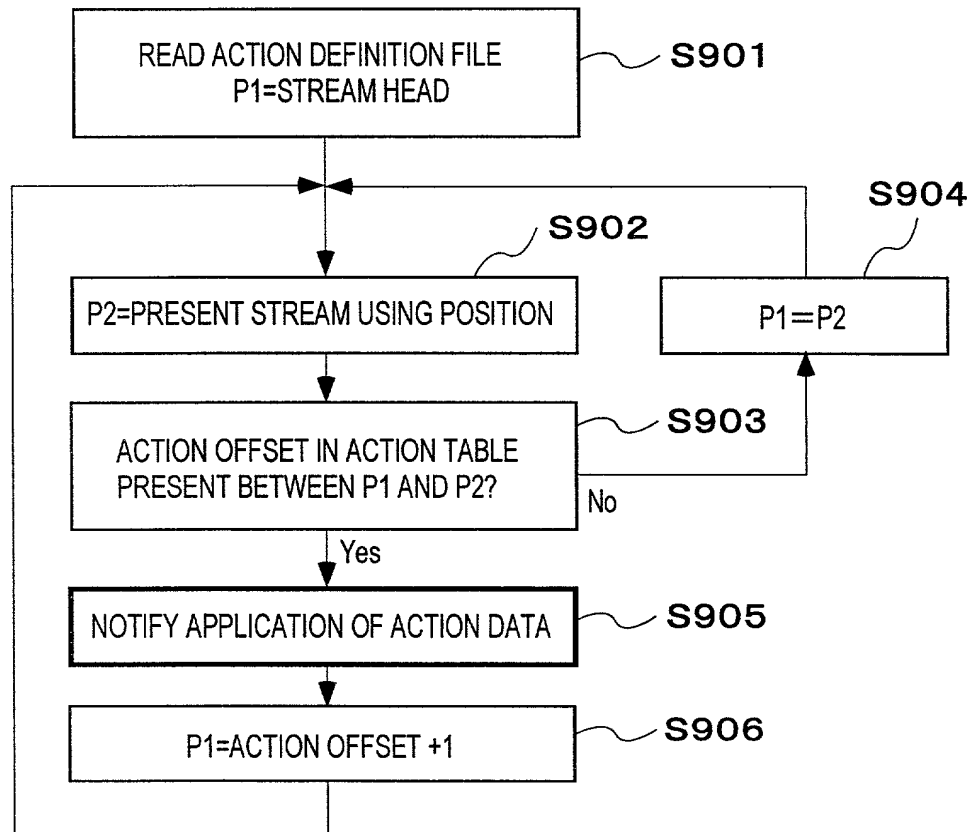 READ ACTION DEFINITION FILE
P1=STREAM HEAD
S901
S904
S902
P2=PRESENT STREAM USING POSITION
P1=P2
S903
ACTION OFFSET IN ACTION TABLE
PRESENT BETWEEN P1 AND P2?
No
Yes
NOTIFY APPLICATION OF ACTION DATA
S905
P1=ACTION OFFSET +1
S906